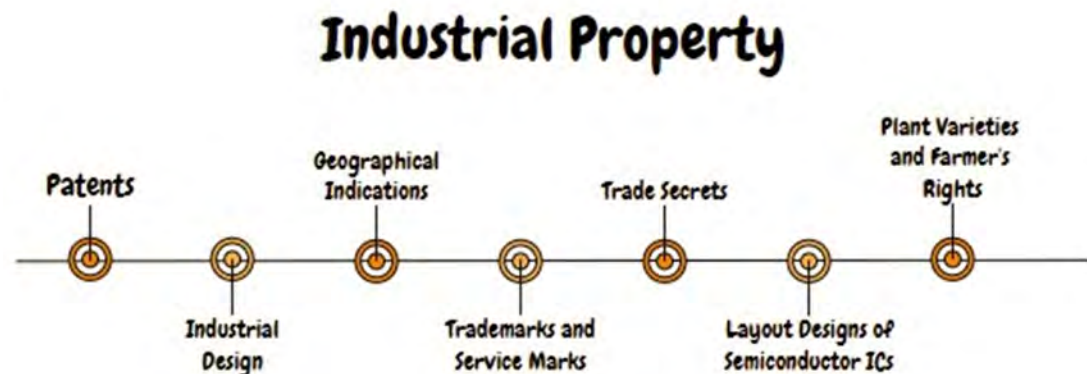 Industrial Property
Patents
Industrial
Design
Geographical
Indications
Trademarks and
Service Marks
Trade Secrets
Layout Designs of
Semiconductor ICs
Plant Varieties
and Farmer's
Rights